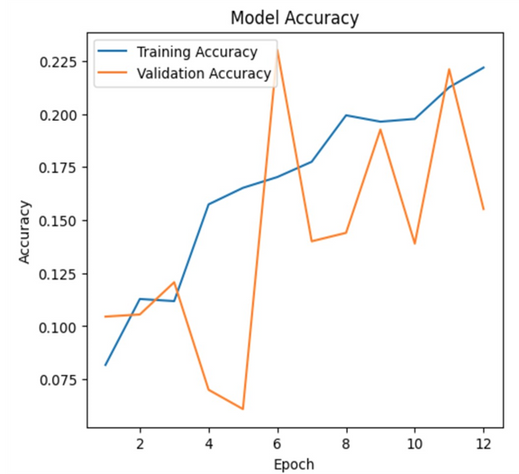 Model Accuracy
Training Accuracy
Validation Accuracy
0.225
0.200
0.175
0.150
0.125
0.100
0.075
Accuracy
2 4 6 8 10 12
Epoch